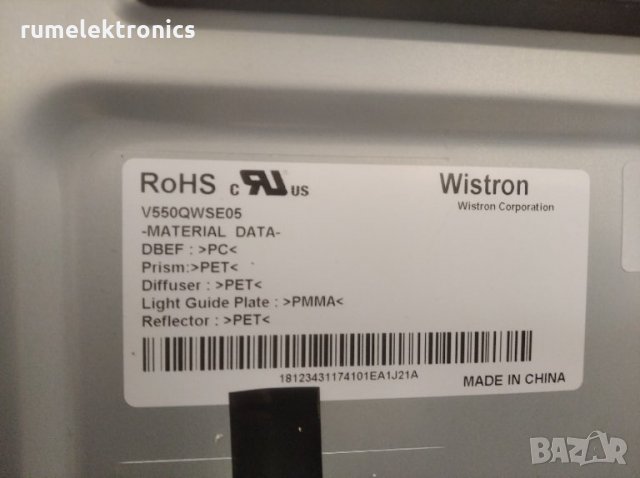 rumelektronics
RoHS c RU US
Wistron
Wistron Corporation
V550QWSE05
-MATERIAL DATA-
DBEF : >PC<
Prism:>PET<
Diffuser : >PET<
Light Guide Plate : >PMMA<
Reflector : >PET<
18123431174101EA1J21A
MADE IN CHINA
BAZAR